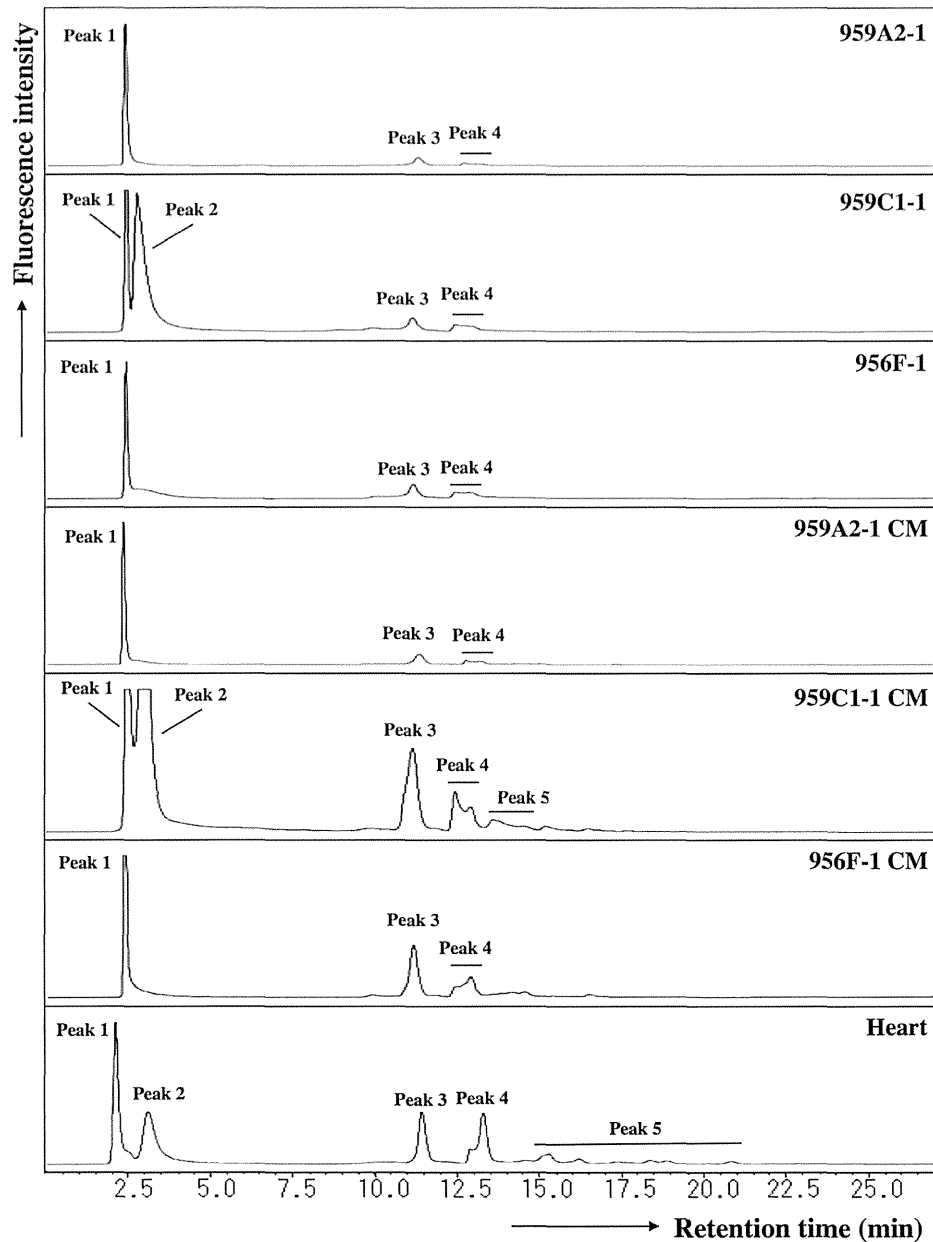 Fluorescence intensity
959A2-1
Peak 1
Peak 3
Peak 4
959C1-1
Peak 1
Peak 2
Peak 3
Peak 4
956F-1
Peak 1
Peak 3
Peak 4
959A2-1 CM
Peak 1
Peak 3
Peak 4
959C1-1 CM
Peak 1
Peak 2
Peak 3
Peak 4
Peak 5
956F-1 CM
Peak 1
Peak 3
Peak 4
Heart
Peak 1
Peak 2
Peak 3
Peak 4
Peak 5
2.5 5.0 7.5 10.0 12.5 15.0 17.5 20.0 22.5 25.0
Retention time (min)